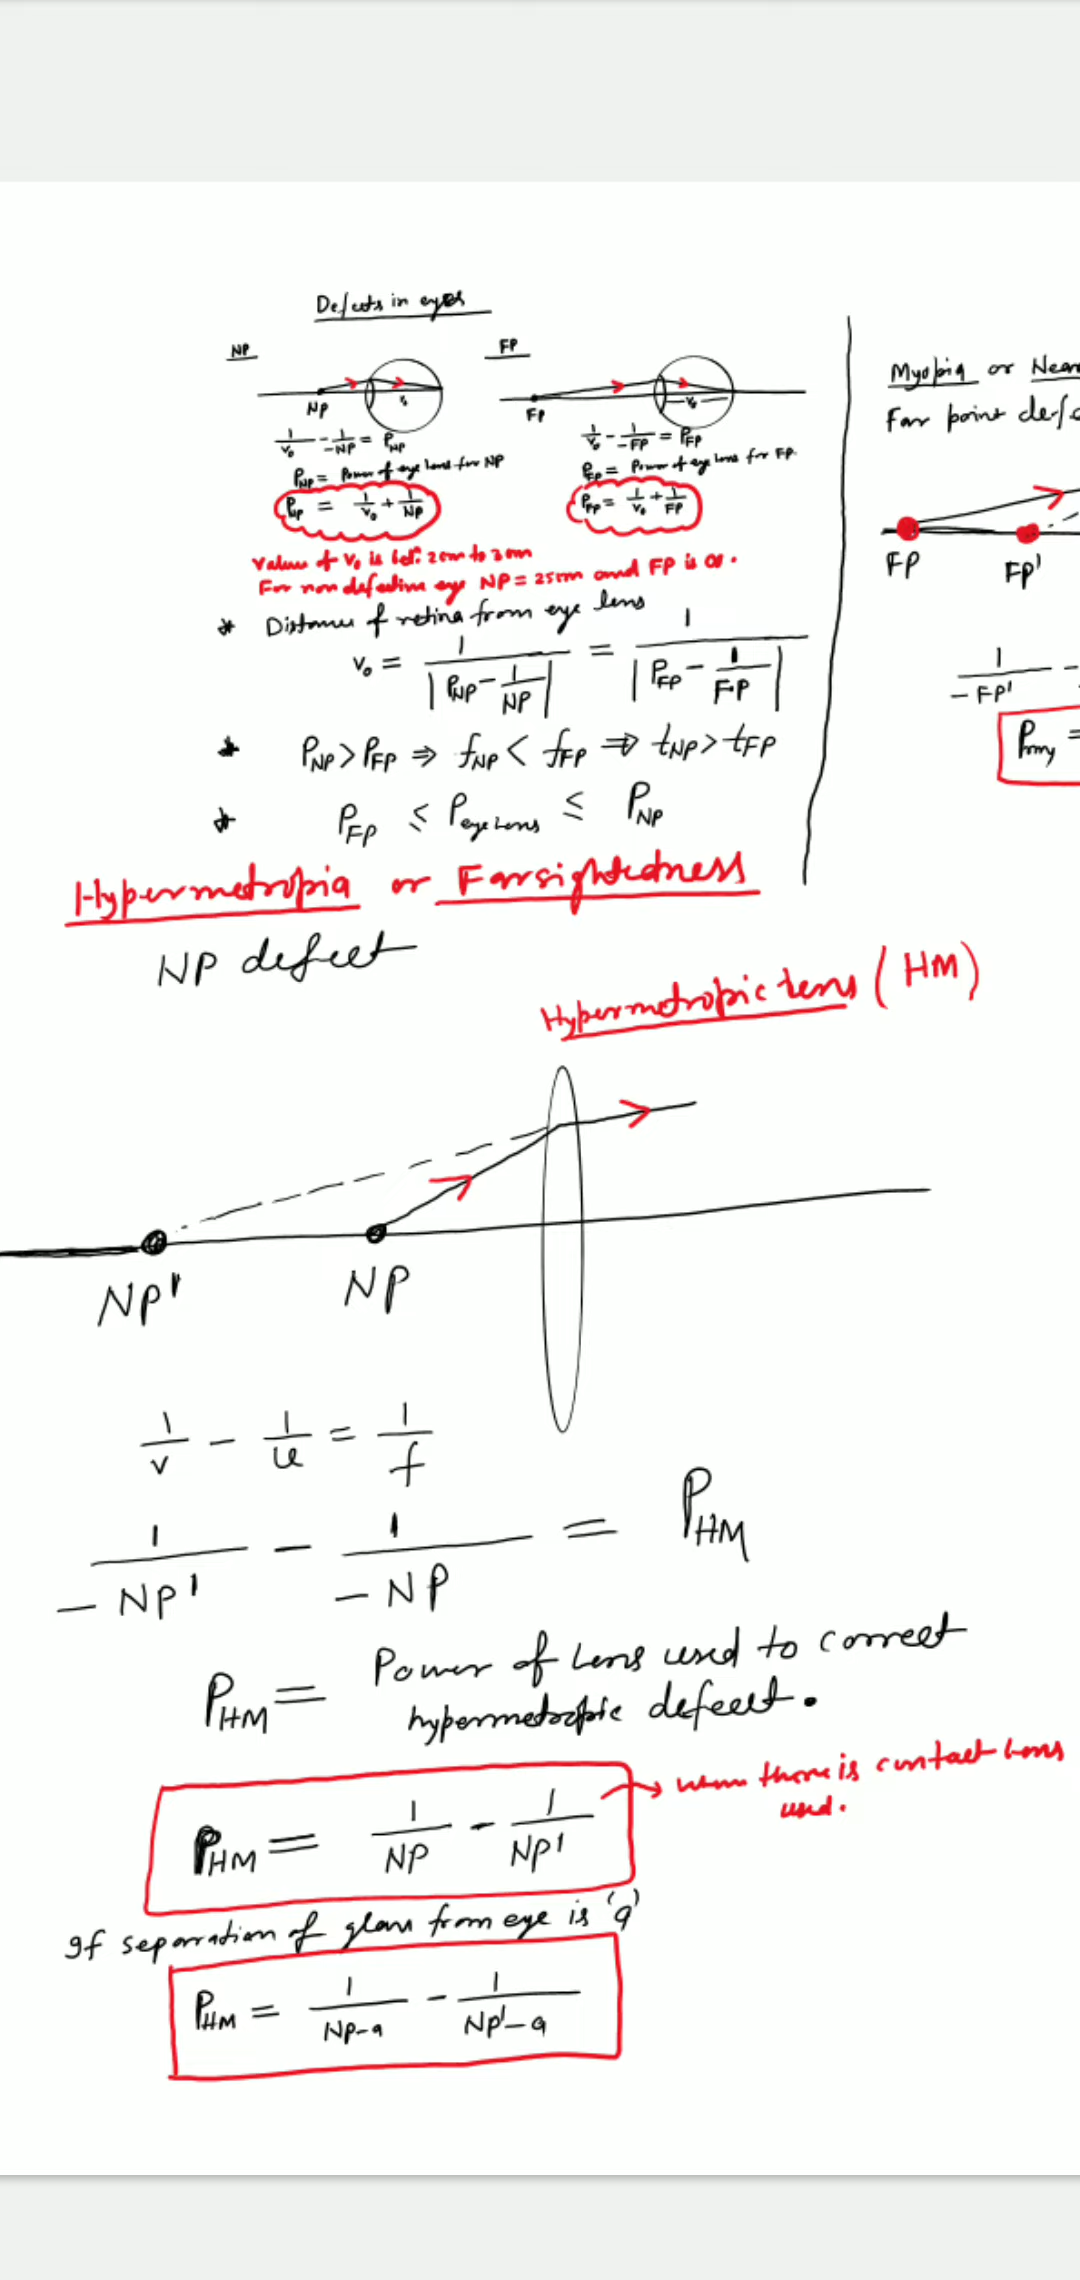 Defects in eyes
NP
FP
NP
v₀
FP
v₀
1/v₀ - 1/-NP = P_NP
P_NP = Power of eye lens for NP
P_NP = 1/v₀ + 1/NP
1/v₀ - 1/-FP = P_FP
P_FP = Power of eye lens for FP.
P_FP = 1/v₀ + 1/FP
Value of v₀ is betⁿ 2cm to 3cm
For non defective eye NP = 25cm and FP is ∞.
* Distance of retina from eye lens
v₀ = 1/|P_NP - 1/NP| = 1/|P_FP - 1/F.P|
* P_NP > P_FP ⇒ f_NP < f_FP ⇒ t_NP > t_FP
* P_FP ≤ P_eye lens ≤ P_NP
Myopia or Near
Far point defe
FP
FP'
1/-FP' -
P_my =
Hypermetropia or Farsightedness
NP defect
Hypermetropic lens (HM)
NP'
NP
1/v - 1/u = 1/f
1/-NP' - 1/-NP = P_HM
P_HM = Power of Lens used to correct
hypermetropic defect.
P_HM = 1/NP - 1/NP' → when there is contact lens
used.
If separation of glass from eye is 'a'
P_HM = 1/NP-a - 1/NP'-a